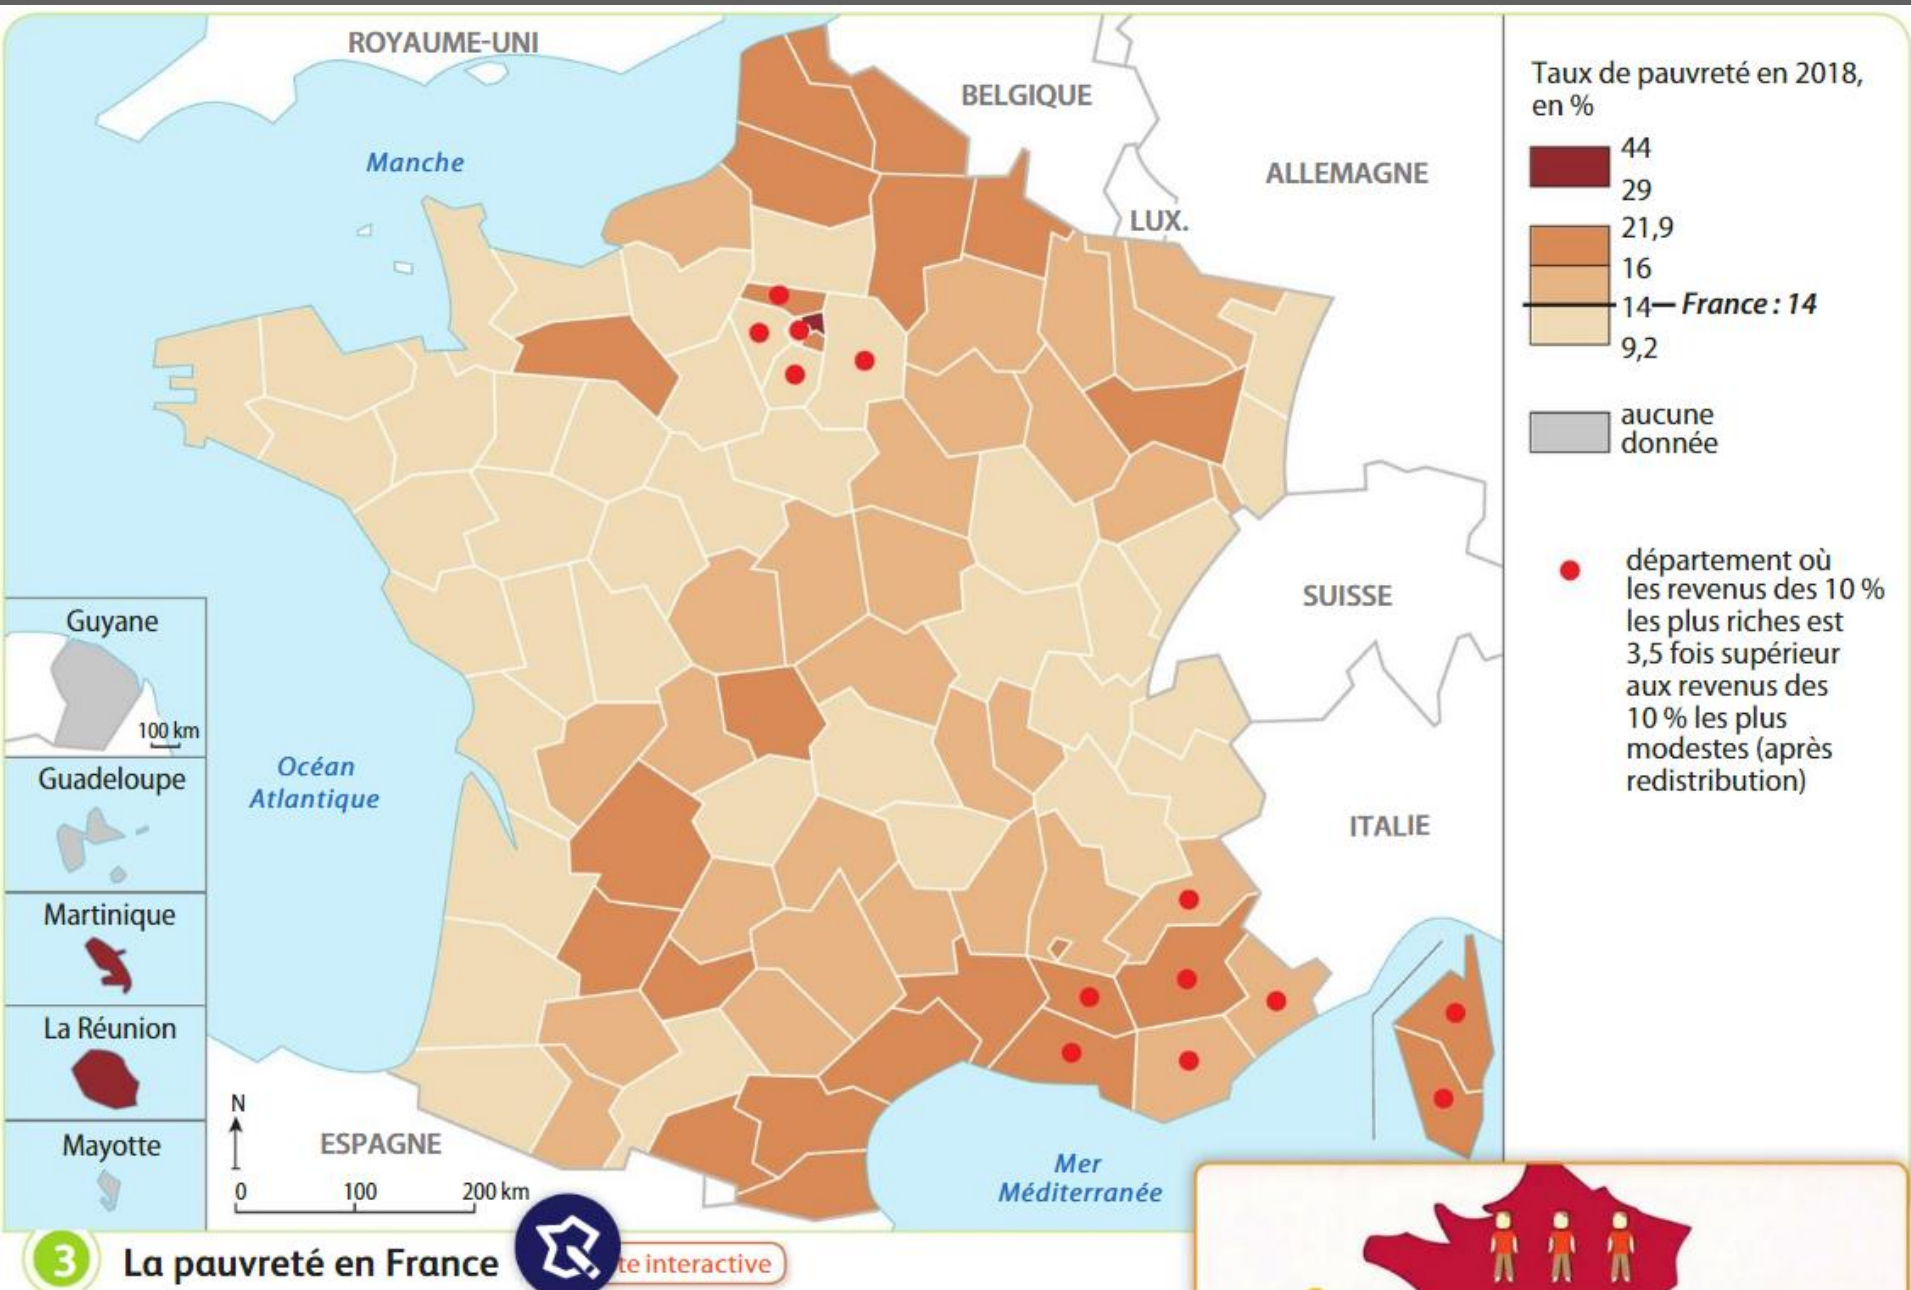 ROYAUME-UNI
BELGIQUE
Manche
ALLEMAGNE
LUX.
SUISSE
ITALIE
Océan
Atlantique
ESPAGNE
Mer
Méditerranée
Guyane
100 km
Guadeloupe
Martinique
La Réunion
Mayotte
N
0 100 200 km
Taux de pauvreté en 2018,
en %
44
29
21,9
16
14 France : 14
9,2
aucune
donnée
département où
les revenus des 10 %
les plus riches est
3,5 fois supérieur
aux revenus des
10 % les plus
modestes (après
redistribution)
3 La pauvreté en France
te interactive